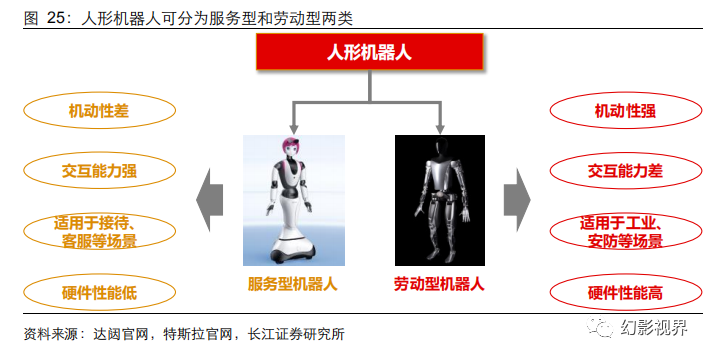 图 25：人形机器人可分为服务型和劳动型两类
人形机器人
机动性差
交互能力强
适用于接待、
客服等场景
硬件性能低
服务型机器人
劳动型机器人
机动性强
交互能力差
适用于工业、
安防等场景
硬件性能高
资料来源：达闼官网，特斯拉官网，长江证券研究所
幻影视界